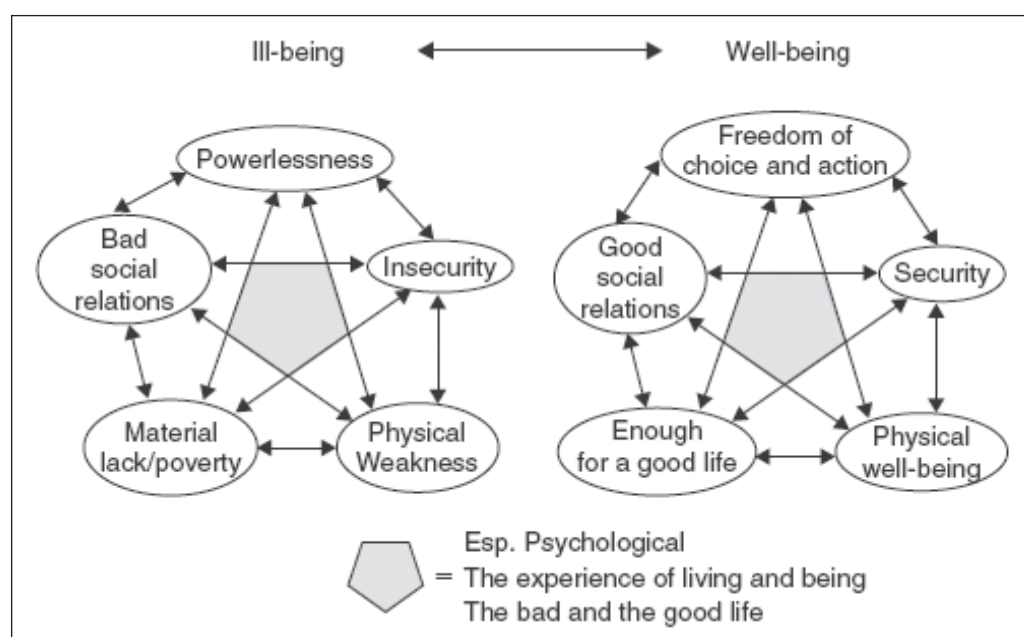 Ill-being
Well-being
Powerlessness
Bad
social
relations
Insecurity
Material
lack/poverty
Physical
Weakness
Freedom of
choice and action
Good
social
relations
Security
Enough
for a good life
Physical
well-being
Esp. Psychological
= The experience of living and being
The bad and the good life